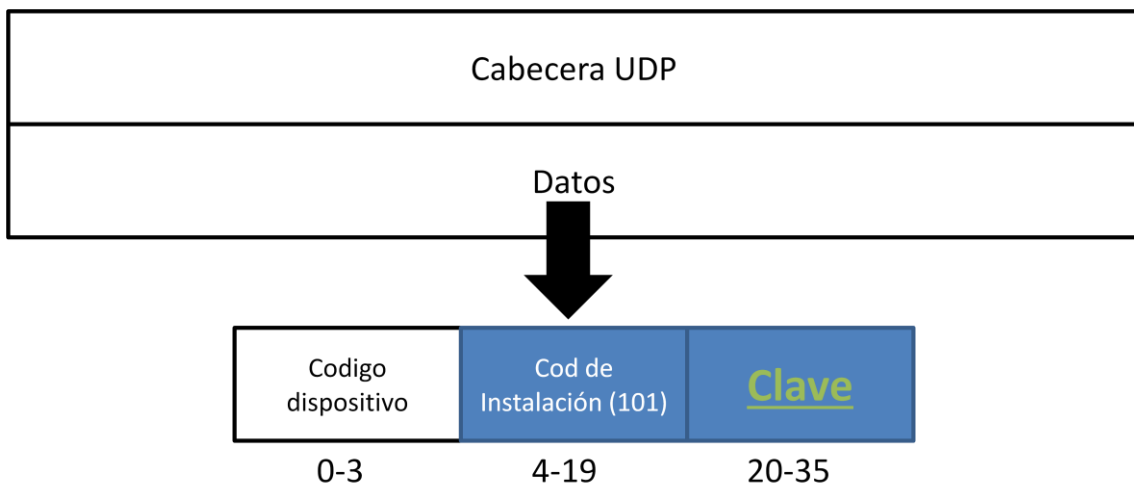 Cabecera UDP
Datos
Codigo
dispositivo
Cod de
Instalación (101)
Clave
0-3
4-19
20-35